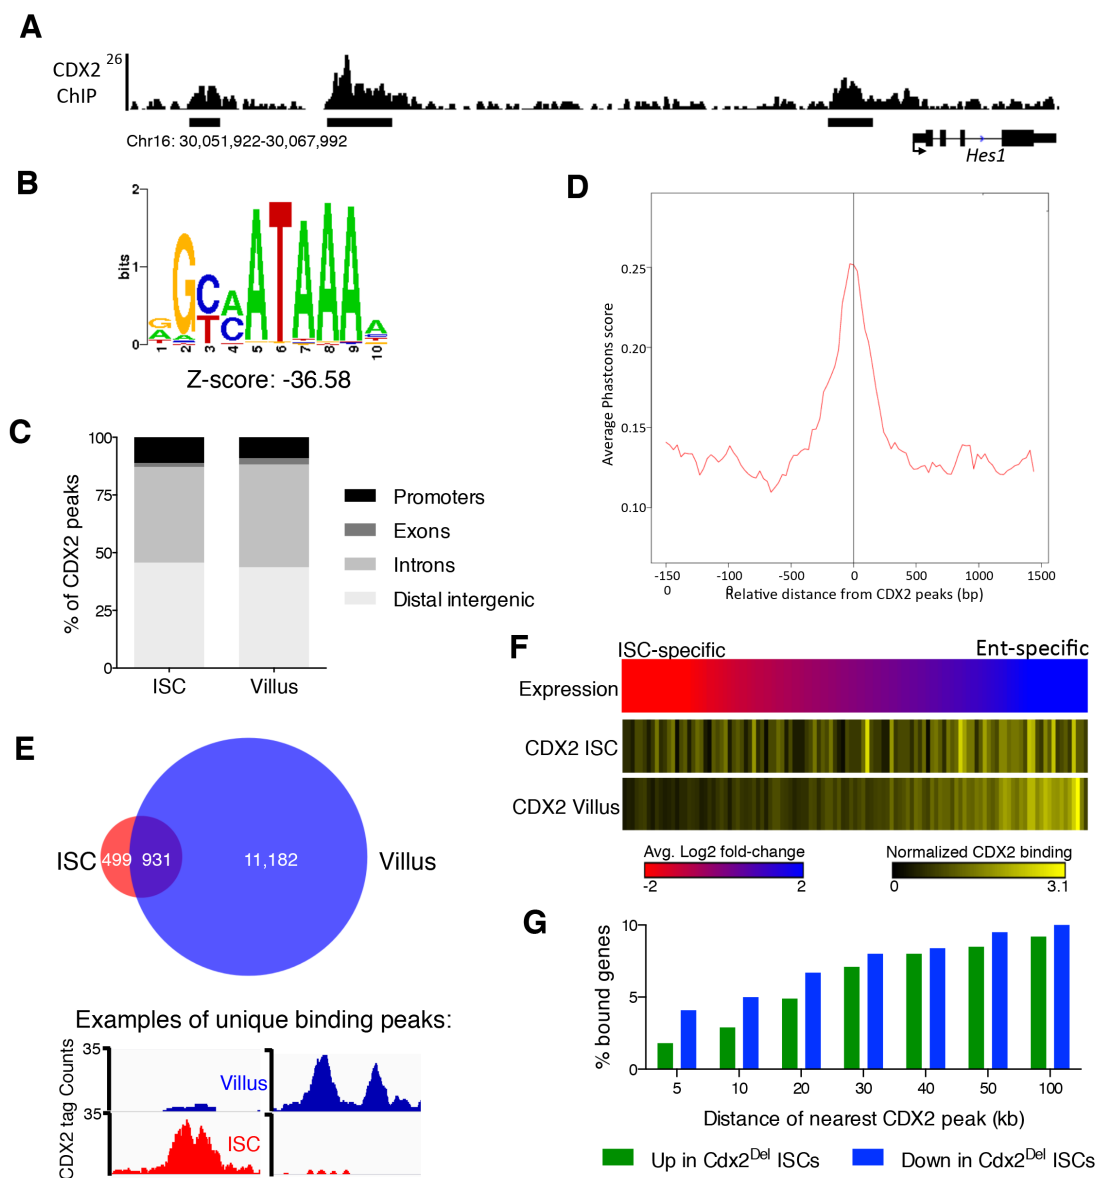 A
CDX2
ChIP
26
Chr16: 30,051,922-30,067,992
Hes1
B
2
1
0
bits
GCAATAAAA
1 2 3 4 5 6 7 8 9 10
Z-score: -36.58
C
100
75
50
25
0
% of CDX2 peaks
ISC Villus
Promoters
Exons
Introns
Distal intergenic
D
Average Phastcons score
0.25
0.20
0.15
0.10
-150
0
-100
0
-500 0 500 1000 1500
Relative distance from CDX2 peaks (bp)
E
ISC 499 931 11,182 Villus
Examples of unique binding peaks:
CDX2 tag Counts
35
Villus
35
ISC
F
ISC-specific Ent-specific
Expression
CDX2 ISC
CDX2 Villus
Avg. Log2 fold-change
-2 2
Normalized CDX2 binding
0 3.1
G
10
5
0
% bound genes
5 10 20 30 40 50 100
Distance of nearest CDX2 peak (kb)
Up in Cdx2Del ISCs
Down in Cdx2Del ISCs